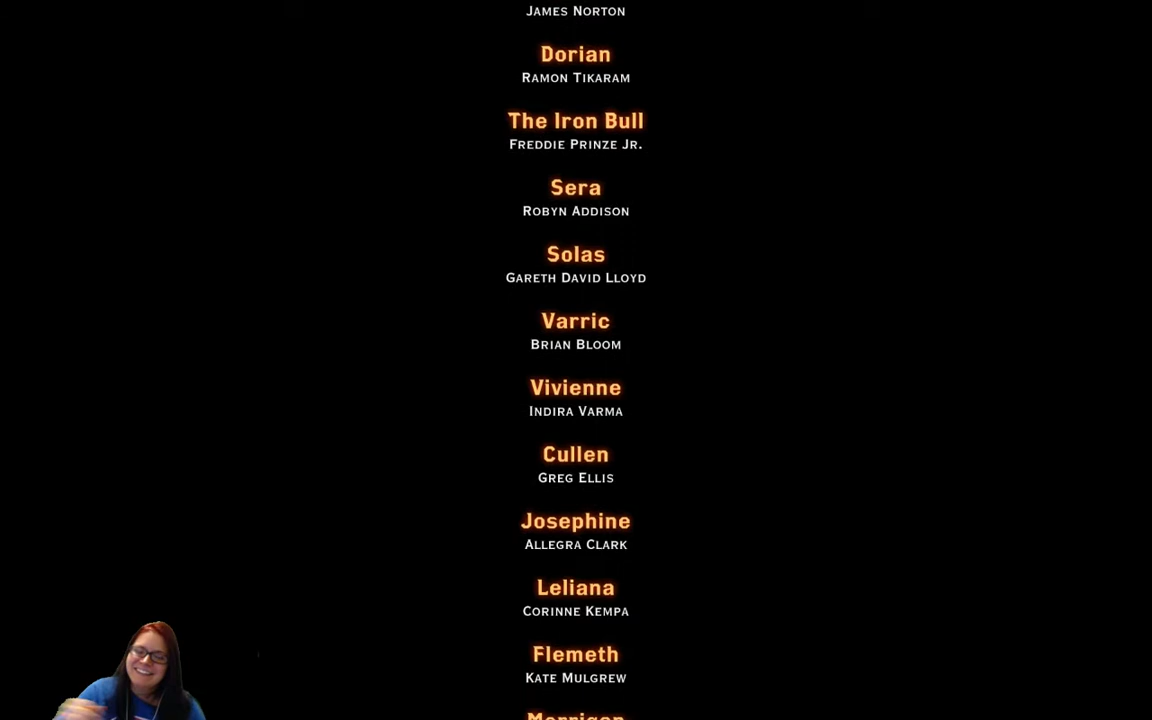 JAMES NORTON
Dorian
RAMON TIKARAM
The Iron Bull
FREDDIE PRINZE JR.
Sera
ROBYN ADDISON
Solas
GARETH DAVID LLOYD
Varric
BRIAN BLOOM
Vivienne
INDIRA VARMA
Cullen
GREG ELLIS
Josephine
ALLEGRA CLARK
Leliana
CORINNE KEMPA
Flemeth
KATE MULGREW
Morrigan